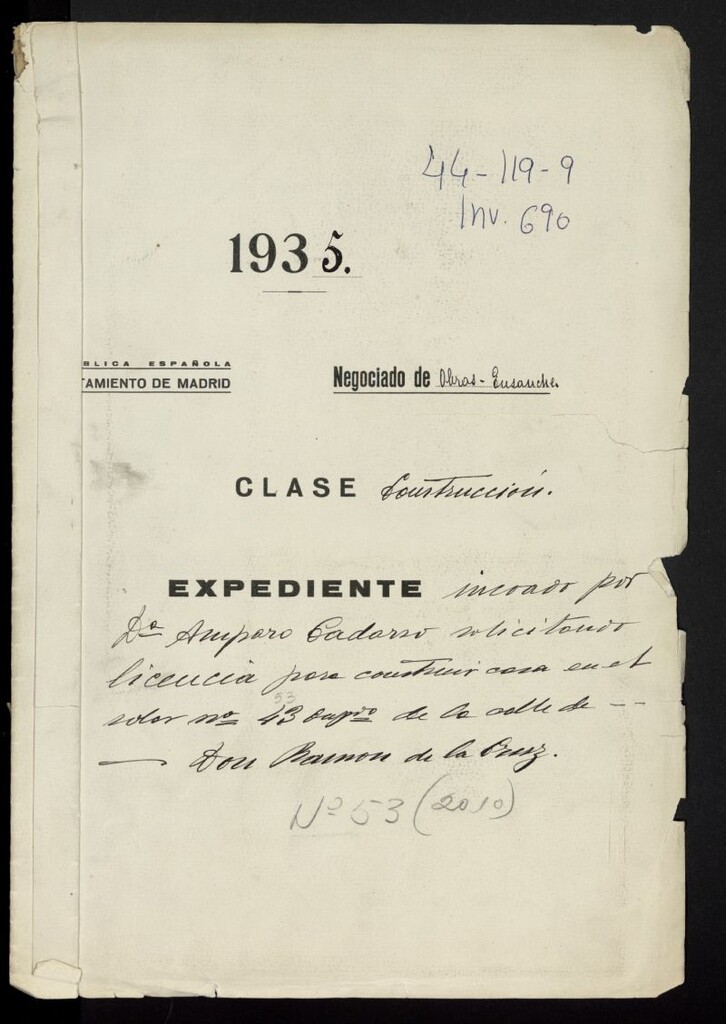 44-119-9
Inv. 690
1935.
BLICA ESPAÑOLA
TAMIENTO DE MADRID
Negociado de Obras-Ensanche.
CLASE Construcción.
EXPEDIENTE incoado por
Dª Amparo Cadarso solicitando
licencia para construir casa en el
53
solar nº 43 dupdo de la calle de --
— Don Ramon de la Cruz.
Nº 53 (2010)